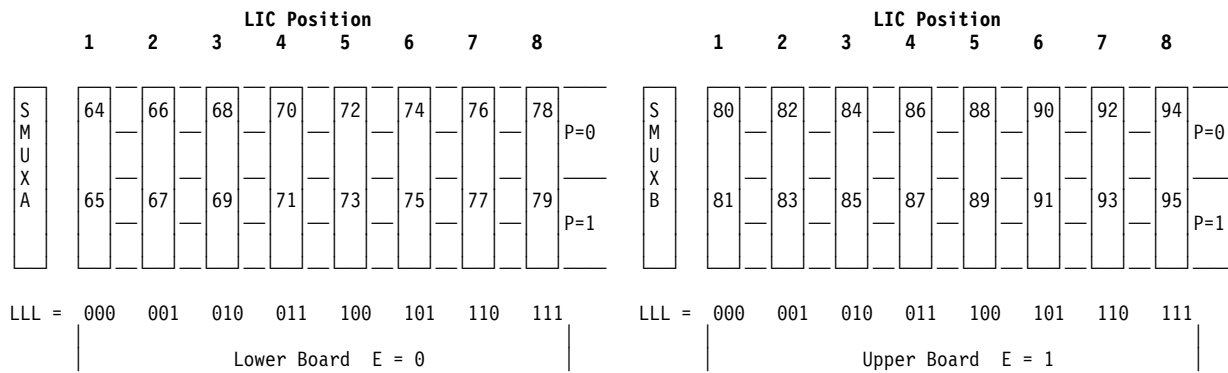 LIC Position LIC Position
1 2 3 4 5 6 7 8 1 2 3 4 5 6 7 8
S 64 66 68 70 72 74 76 78 S 80 82 84 86 88 90 92 94
M P=0 M P=0
U U
X X
A 65 67 69 71 73 75 77 79 B 81 83 85 87 89 91 93 95
P=1 P=1
LLL = 000 001 010 011 100 101 110 111 LLL = 000 001 010 011 100 101 110 111
Lower Board E = 0 Upper Board E = 1